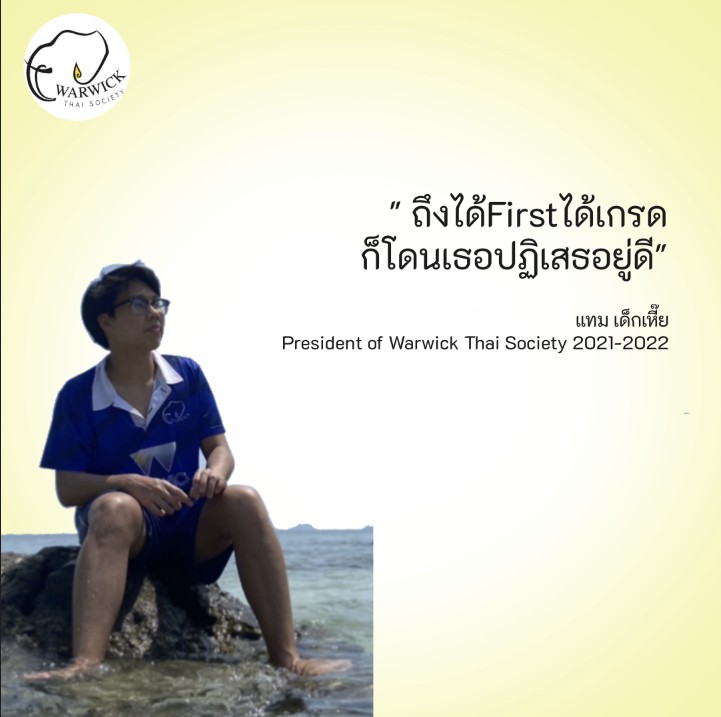 WARWICK
THAI SOCIETY
" ถึงได้Firstได้เกรด
ก็โดนเธอปฏิเสธอยู่ดี"
แทม เด็กเหี๊ย
President of Warwick Thai Society 2021-2022